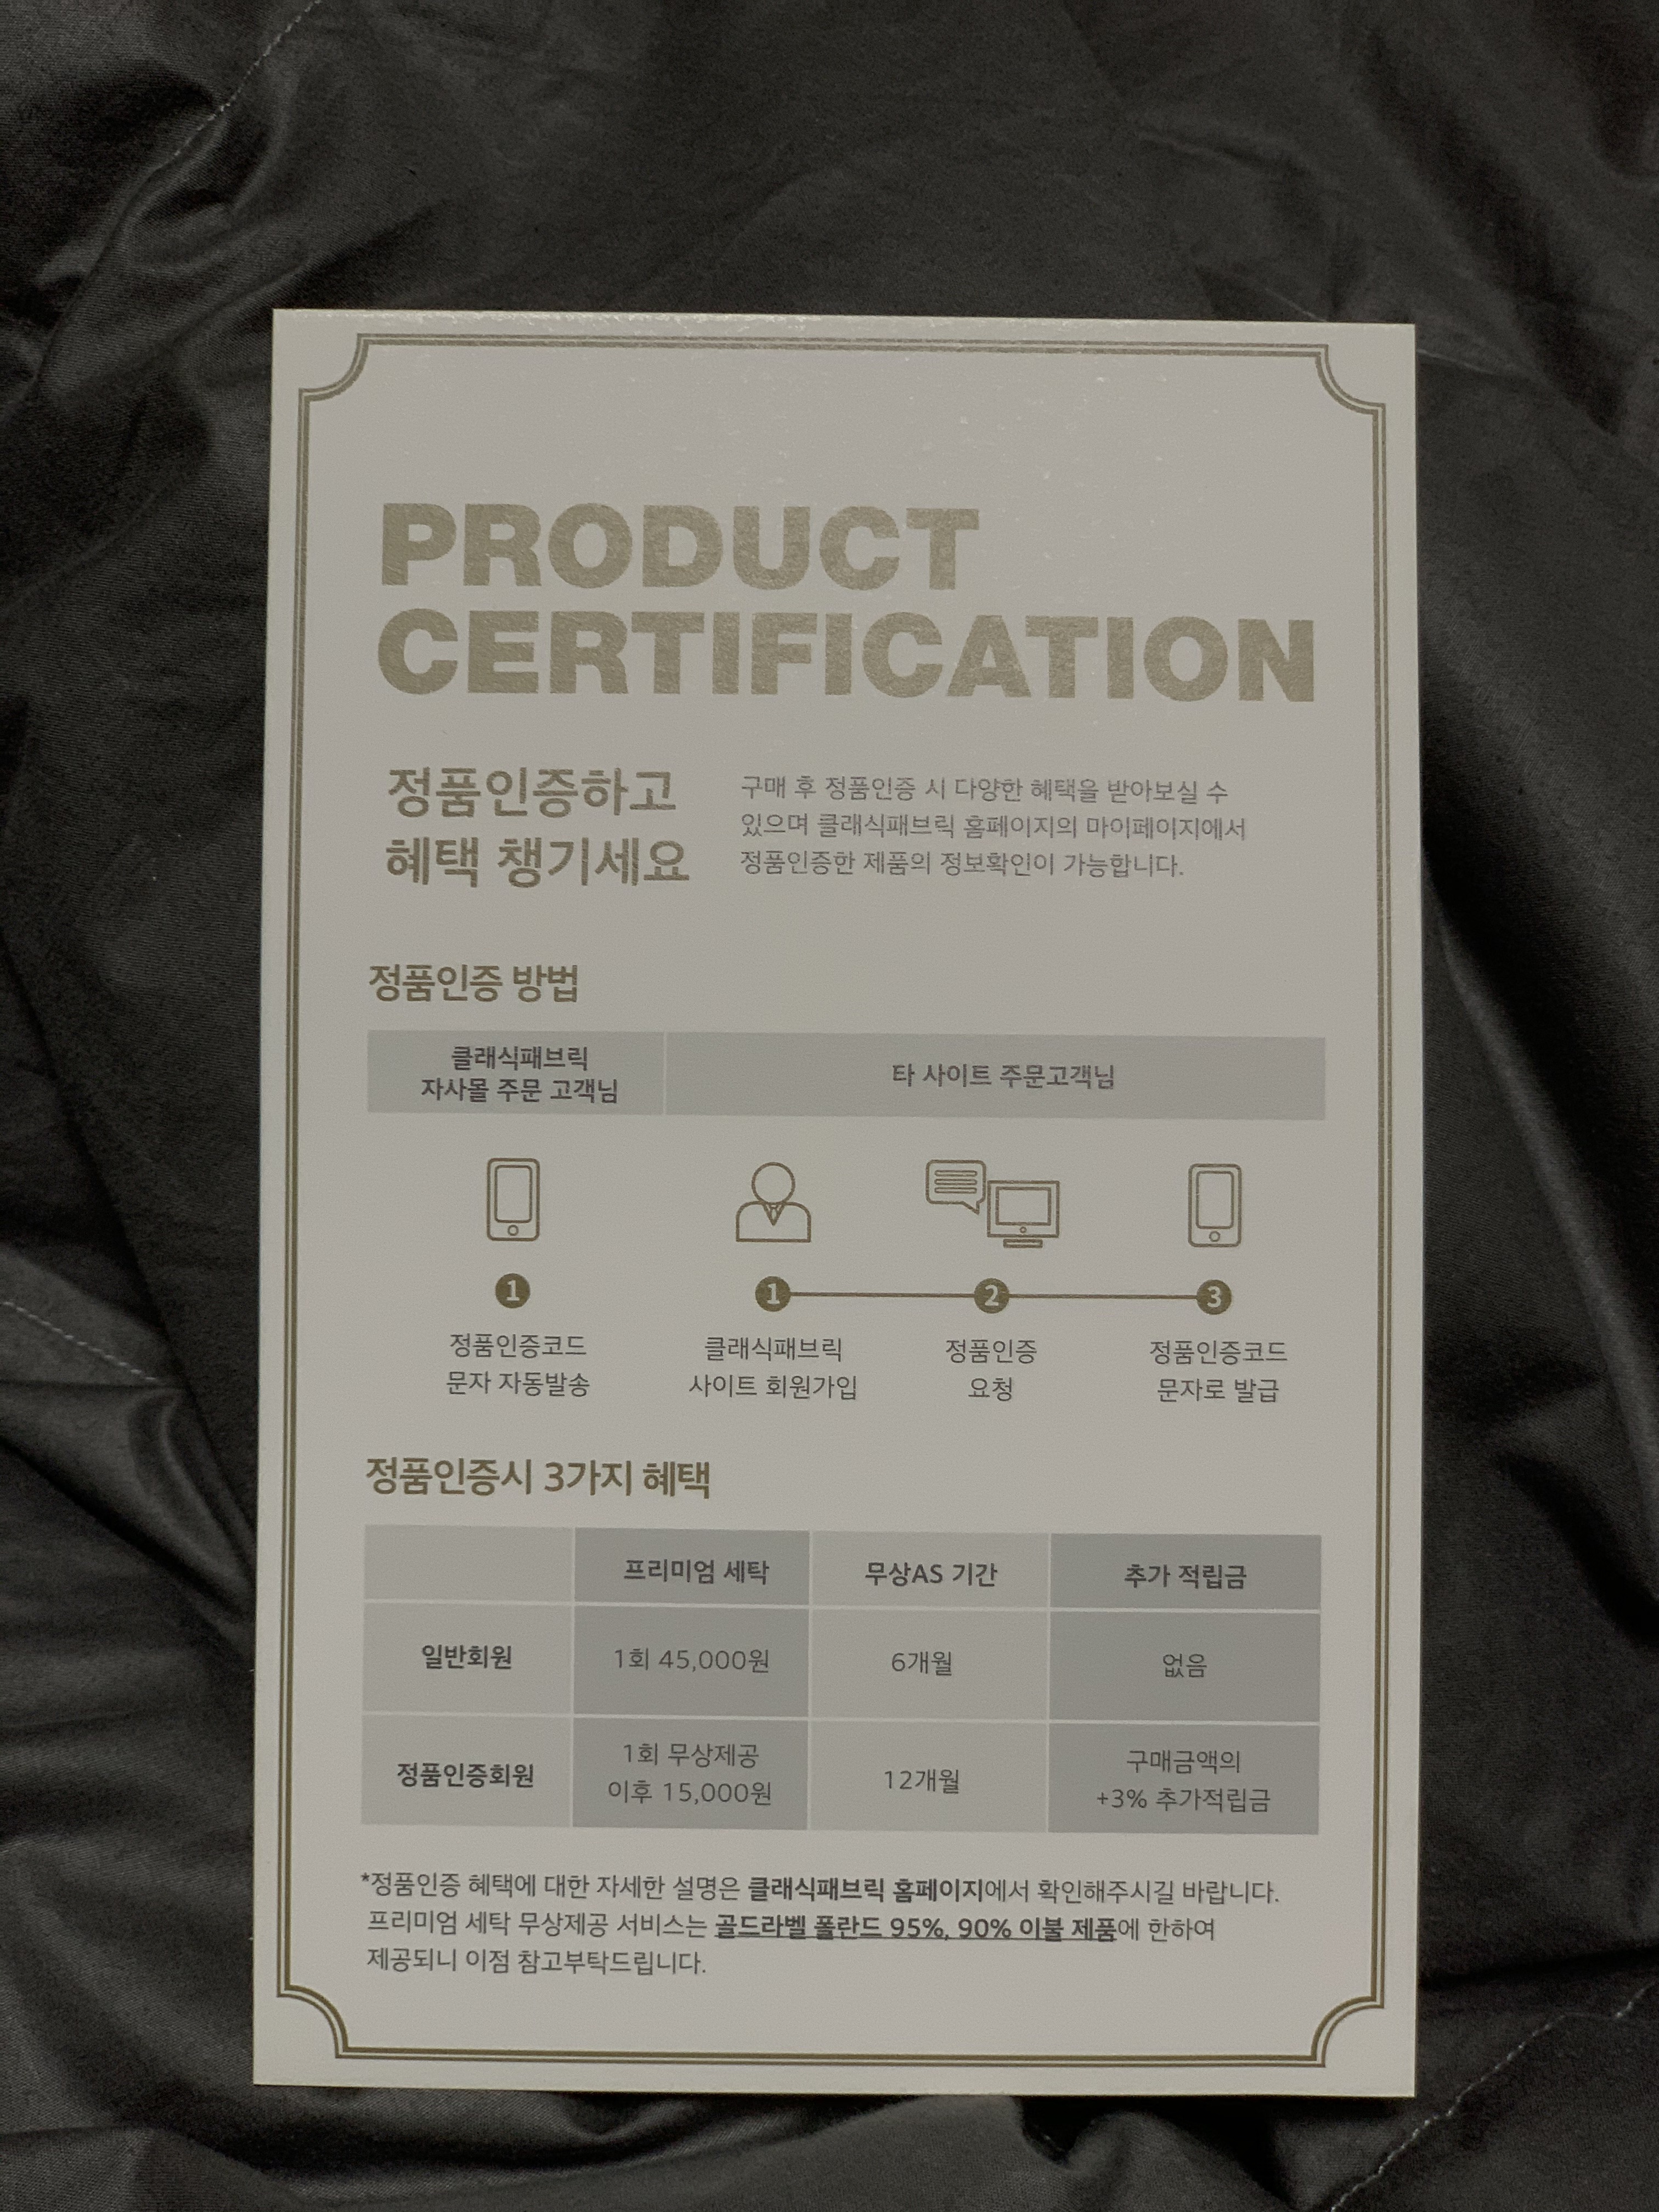 PRODUCT
CERTIFICATION
정품인증하고
혜택 챙기세요
구매 후 정품인증 시 다양한 혜택을 받아보실 수
있으며 클래식패브릭 홈페이지의 마이페이지에서
정품인증한 제품의 정보확인이 가능합니다.
정품인증 방법
클래식패브릭
자사몰 주문 고객님
타 사이트 주문고객님
1
정품인증코드
문자 자동발송
1
클래식패브릭
사이트 회원가입
2
정품인증
요청
3
정품인증코드
문자로 발급
정품인증시 3가지 혜택
프리미엄 세탁
무상AS 기간
추가 적립금
일반회원
1회 45,000원
6개월
없음
정품인증회원
1회 무상제공
이후 15,000원
12개월
구매금액의
+3% 추가적립금
*정품인증 혜택에 대한 자세한 설명은 클래식패브릭 홈페이지에서 확인해주시길 바랍니다.
프리미엄 세탁 무상제공 서비스는 골드라벨 폴란드 95%, 90% 이불 제품에 한하여
제공되니 이점 참고부탁드립니다.